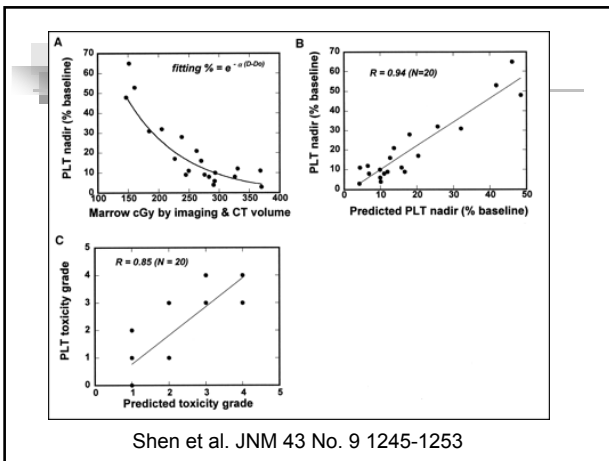 A
fitting % = e - α (D-Do)
PLT nadir (% baseline)
70
60
50
40
30
20
10
0
100 150 200 250 300 350 400
Marrow cGy by imaging & CT volume
B
R = 0.94 (N=20)
PLT nadir (% baseline)
70
60
50
40
30
20
10
0
0 10 20 30 40 50
Predicted PLT nadir (% baseline)
C
R = 0.85 (N = 20)
PLT toxicity grade
5
4
3
2
1
0
0 1 2 3 4 5
Predicted toxicity grade
Shen et al. JNM 43 No. 9 1245-1253